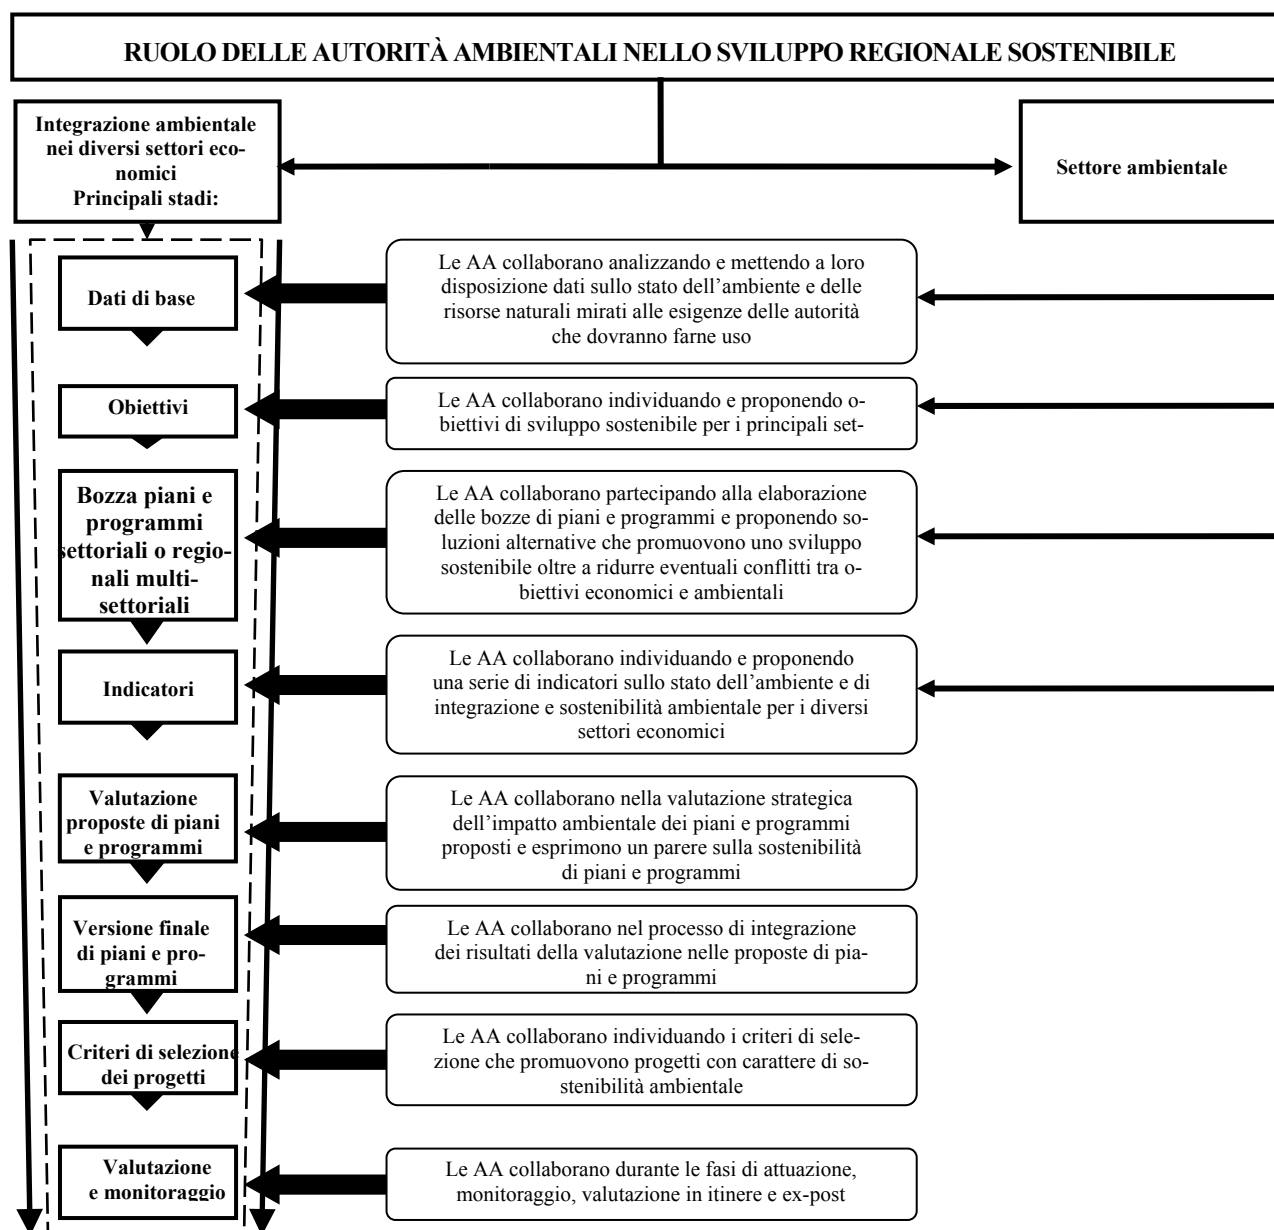 RUOLO DELLE AUTORITÀ AMBIENTALI NELLO SVILUPPO REGIONALE SOSTENIBILE
Integrazione ambientale
nei diversi settori eco-
nomici
Principali stadi:
Settore ambientale
Dati di base
Le AA collaborano analizzando e mettendo a loro
disposizione dati sullo stato dell’ambiente e delle
risorse naturali mirati alle esigenze delle autorità
che dovranno farne uso
Obiettivi
Le AA collaborano individuando e proponendo o-
biettivi di sviluppo sostenibile per i principali set-
Bozza piani e
programmi
settoriali o regio-
nali multi-
settoriali
Le AA collaborano partecipando alla elaborazione
delle bozze di piani e programmi e proponendo so-
luzioni alternative che promuovono uno sviluppo
sostenibile oltre a ridurre eventuali conflitti tra o-
biettivi economici e ambientali
Indicatori
Le AA collaborano individuando e proponendo
una serie di indicatori sullo stato dell’ambiente e di
integrazione e sostenibilità ambientale per i diversi
settori economici
Valutazione
proposte di piani
e programmi
Le AA collaborano nella valutazione strategica
dell’impatto ambientale dei piani e programmi
proposti e esprimono un parere sulla sostenibilità
di piani e programmi
Versione finale
di piani e pro-
grammi
Le AA collaborano nel processo di integrazione
dei risultati della valutazione nelle proposte di pia-
ni e programmi
Criteri di selezione
dei progetti
Le AA collaborano individuando i criteri di sele-
zione che promuovono progetti con carattere di so-
stenibilità ambientale
Valutazione
e monitoraggio
Le AA collaborano durante le fasi di attuazione,
monitoraggio, valutazione in itinere e ex-post